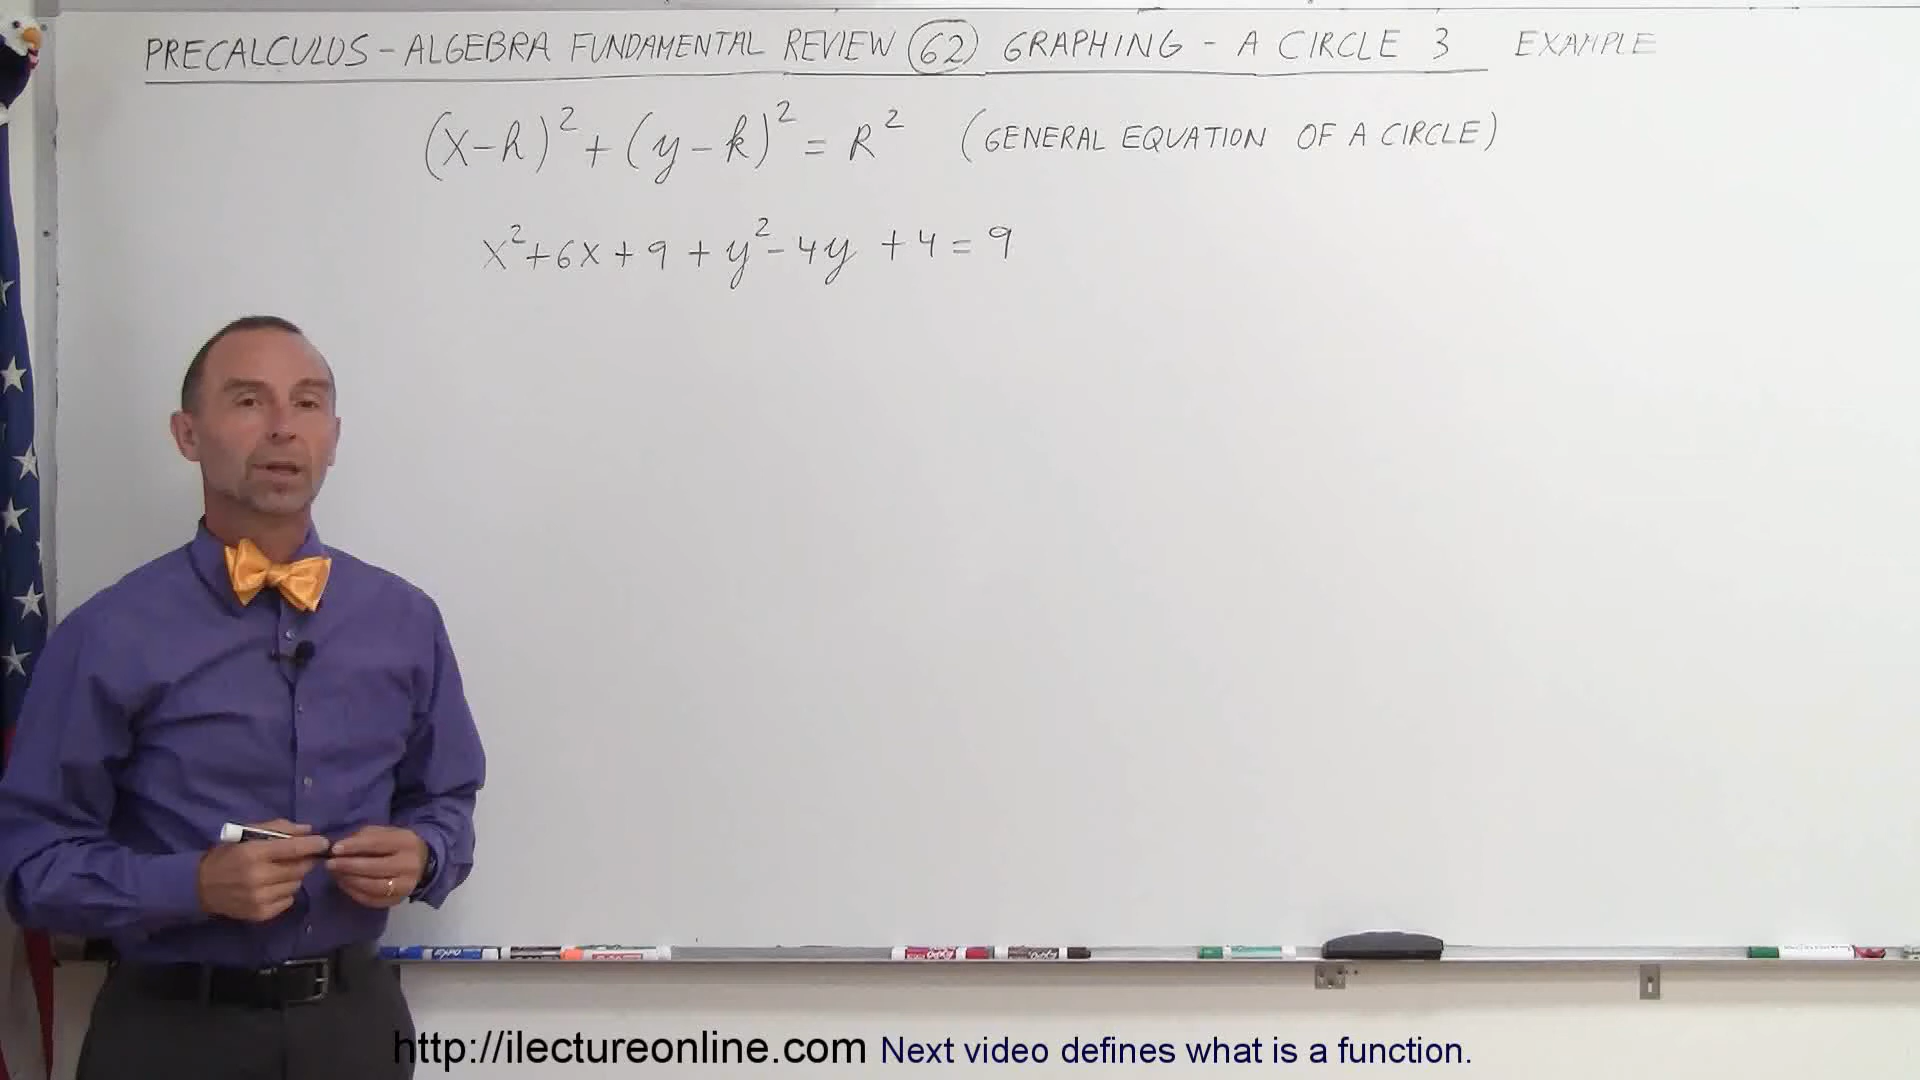 PRECALCULUS - ALGEBRA FUNDAMENTAL REVIEW 62 GRAPHING - A CIRCLE 3 EXAMPLE
(x-h)² + (y-k)² = R² (GENERAL EQUATION OF A CIRCLE)
x² + 6x + 9 + y² - 4y + 4 = 9
http://ilectureonline.com Next video defines what is a function.